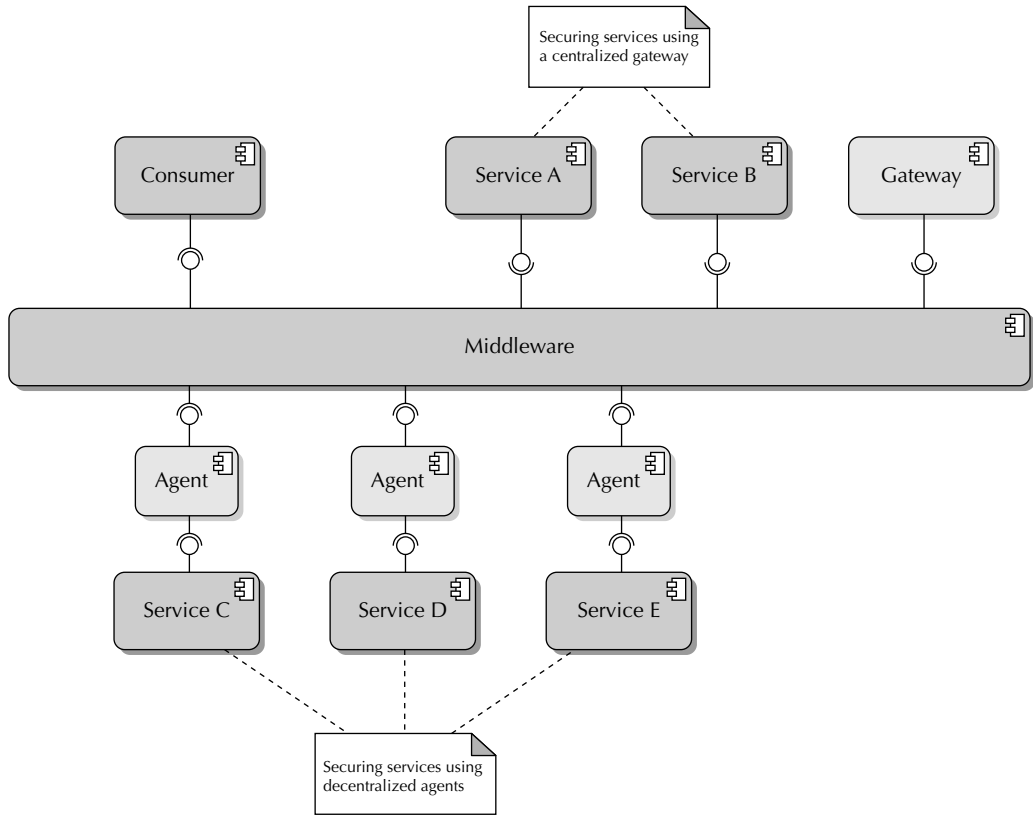 Securing services using
a centralized gateway
Consumer
Service A
Service B
Gateway
Middleware
Agent
Agent
Agent
Service C
Service D
Service E
Securing services using
decentralized agents